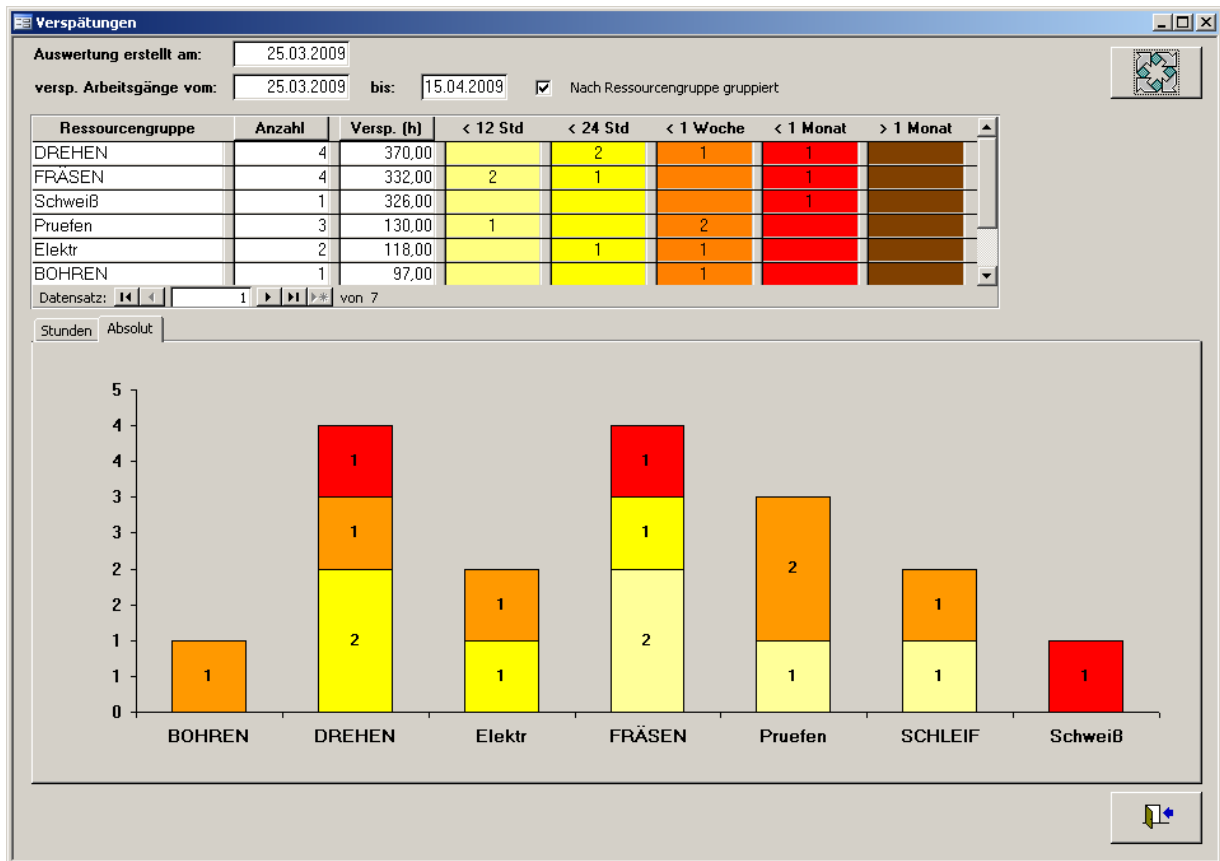 Verspätungen
Auswertung erstellt am: 25.03.2009
versp. Arbeitsgänge vom: 25.03.2009 bis: 15.04.2009 Nach Ressourcengruppe gruppiert
Ressourcengruppe Anzahl Versp. (h) < 12 Std < 24 Std < 1 Woche < 1 Monat > 1 Monat
DREHEN 4 370,00 2 1 1
FRÄSEN 4 332,00 2 1 1
Schweiß 1 326,00 1
Pruefen 3 130,00 1 2
Elektr 2 118,00 1 1
BOHREN 1 97,00 1
Datensatz: 1 von 7
Stunden Absolut
5
4
4 1 1
3
3 1 1
2 2
2 1 1
1 2 2
1 1 1 1 1 1
0
BOHREN DREHEN Elektr FRÄSEN Pruefen SCHLEIF Schweiß